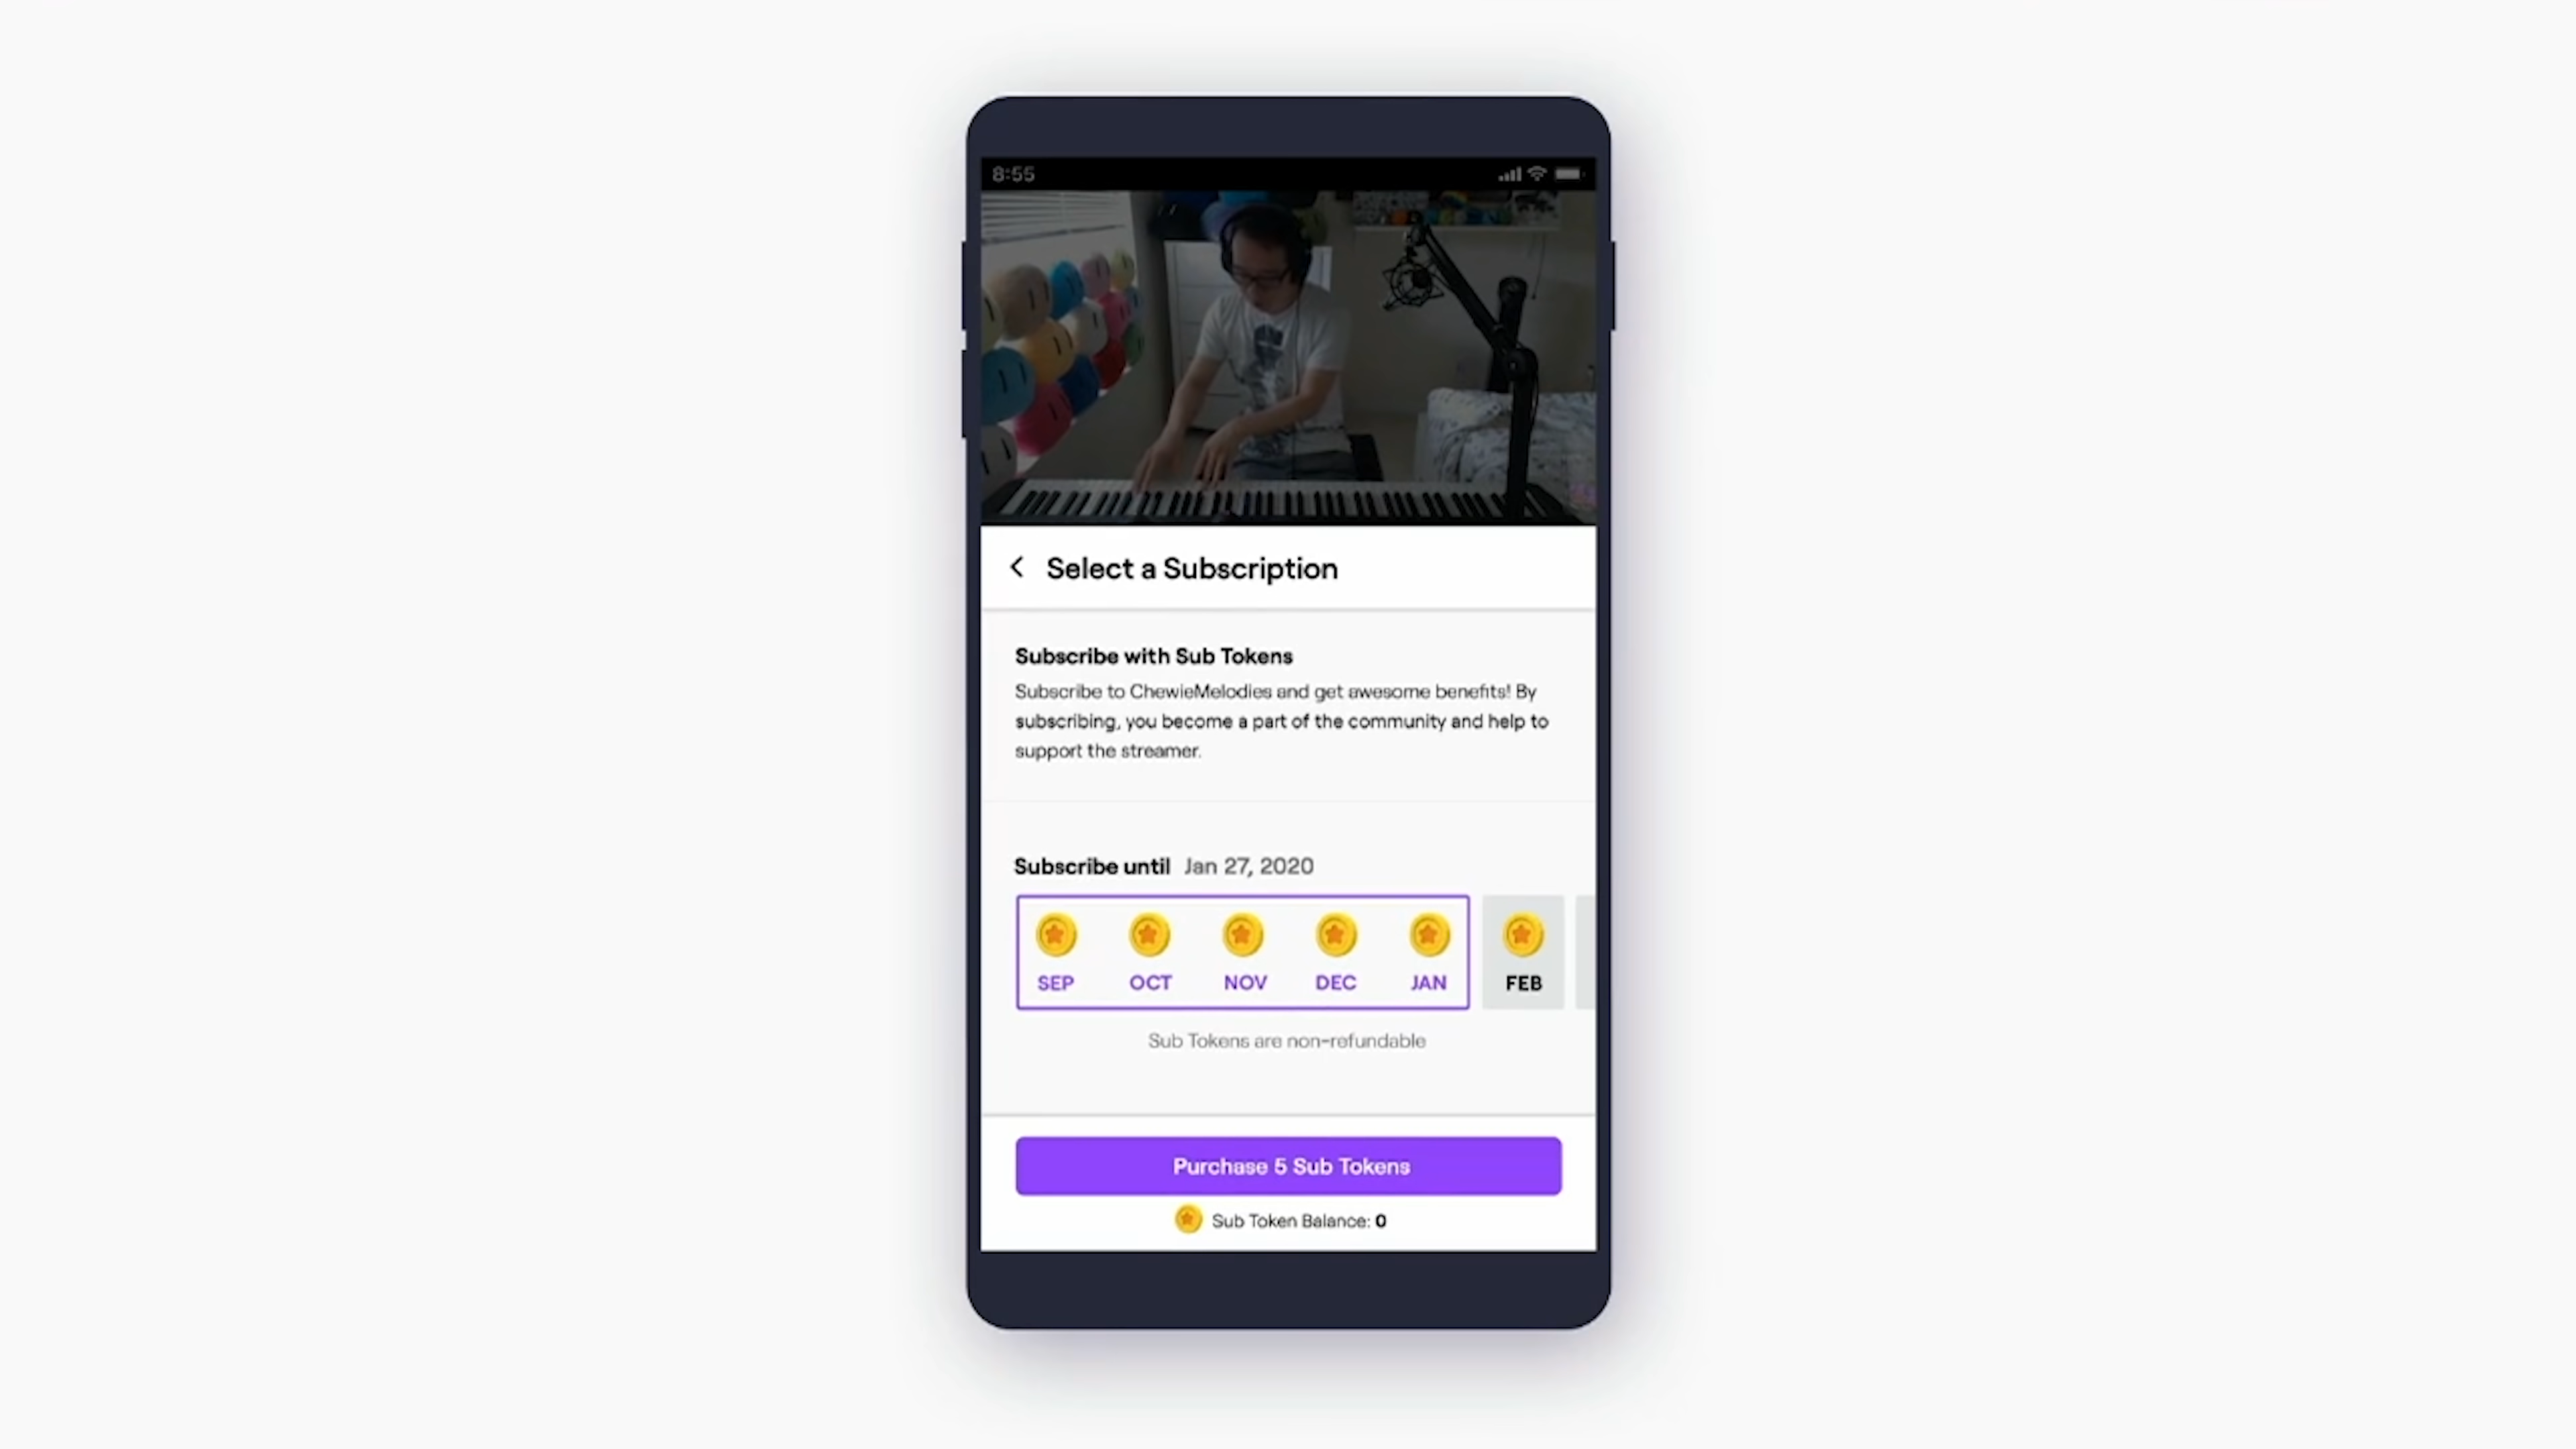 8:55
Select a Subscription
Subscribe with Sub Tokens
Subscribe to ChewieMelodies and get awesome benefits! By
subscribing, you become a part of the community and help to
support the streamer.
Subscribe until Jan 27, 2020
SEP OCT NOV DEC JAN FEB
Sub Tokens are non-refundable
Purchase 5 Sub Tokens
Sub Token Balance: 0